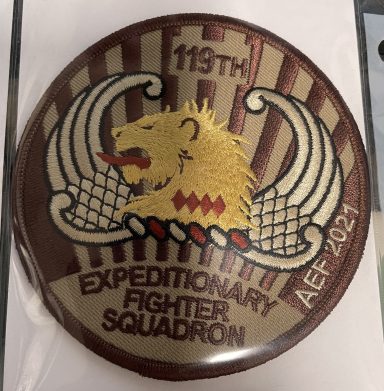 119TH
EXPEDITIONARY
FIGHTER
SQUADRON
AEF 2021